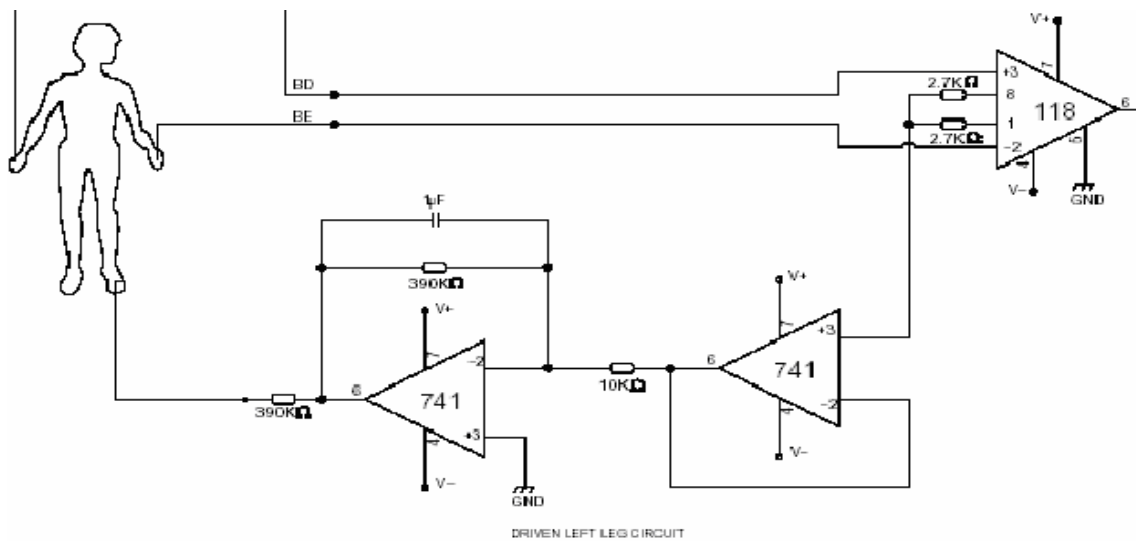 V+
7
BD
2.7KΩ
+3
8
118
6
BE
1
2.7KΩ
-2
5
4
V-
GND
1µF
390KΩ
V+
V+
7
7
+3
-2
6
6
741
10KΩ
741
390KΩ
-2
+3
4
4
V-
V-
GND
DRIVEN LEFT LEG CIRCUIT